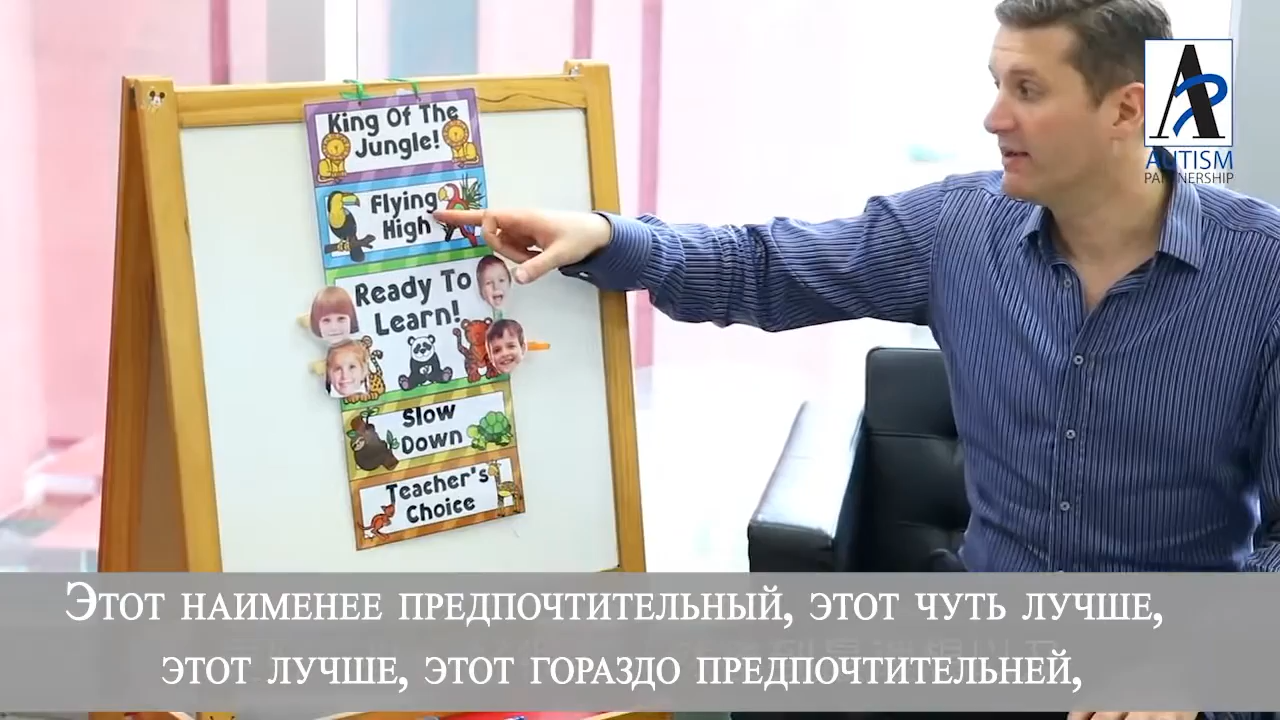 King Of The
Jungle!
Flying
High
Ready To
Learn!
Slow
Down
Teacher's
Choice
AP
AUTISM
PARTNERSHIP
Этот наименее предпочтительный, этот чуть лучше,
этот лучше, этот гораздо предпочтительней,